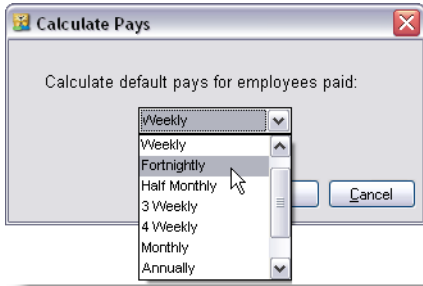 Calculate Pays
Calculate default pays for employees paid:
Weekly
Weekly
Fortnightly
Half Monthly
3 Weekly
4 Weekly
Monthly
Annually
Cancel